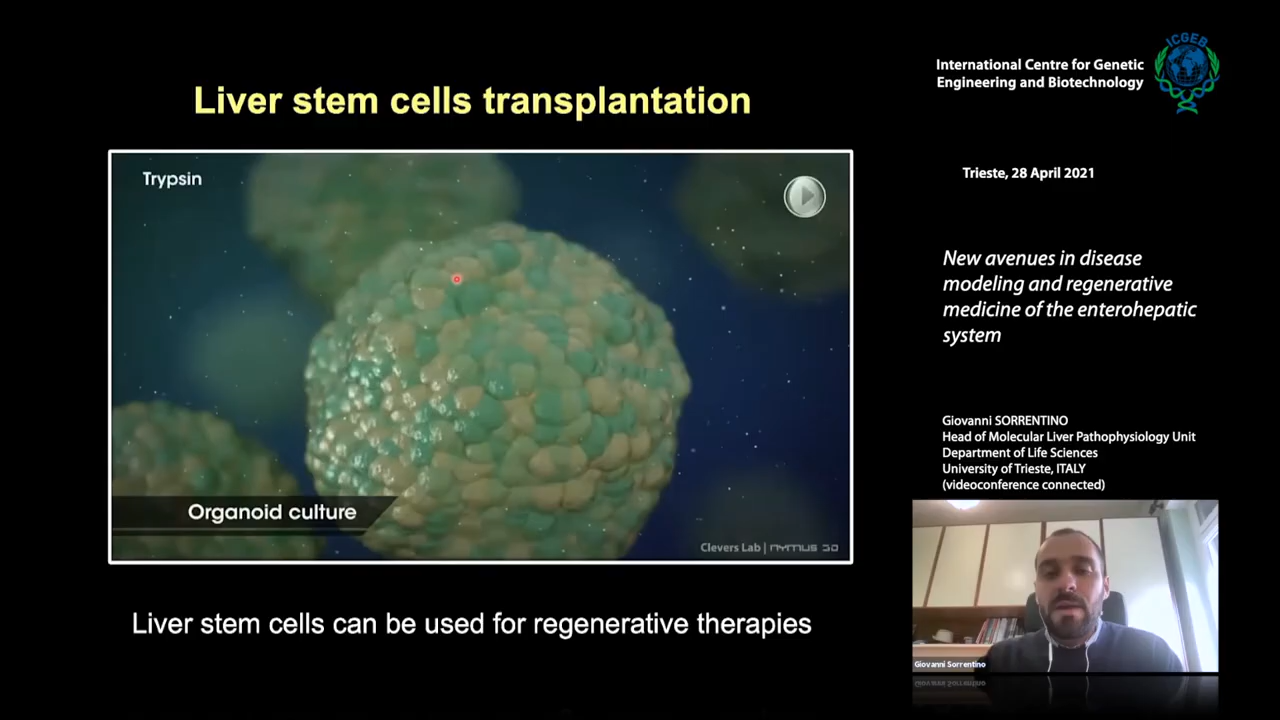 Liver stem cells transplantation
Trypsin
Organoid culture
Clevers Lab | NYMUS 3D
Liver stem cells can be used for regenerative therapies
International Centre for Genetic
Engineering and Biotechnology
ICGEB
Trieste, 28 April 2021
New avenues in disease
modeling and regenerative
medicine of the enterohepatic
system
Giovanni SORRENTINO
Head of Molecular Liver Pathophysiology Unit
Department of Life Sciences
University of Trieste, ITALY
(videoconference connected)
Giovanni Sorrentino